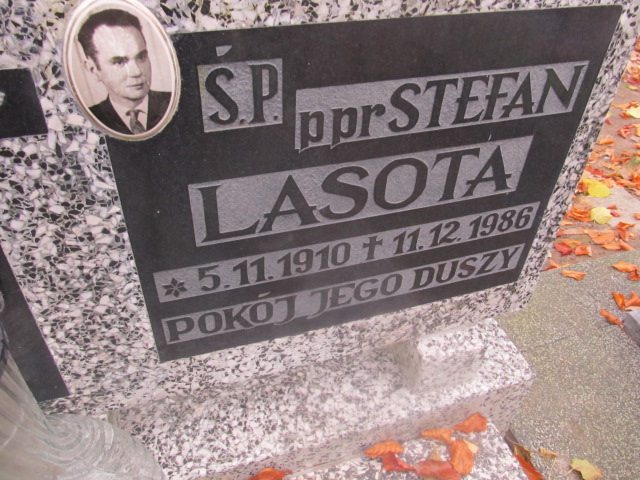 Ś.P. ppr STEFAN
LASOTA
* 5.11.1910 † 11.12.1986
POKÓJ JEGO DUSZY